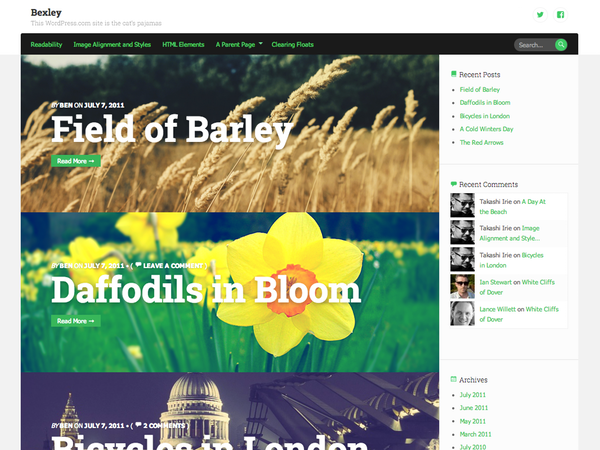 Bexley
This WordPress.com site is the cat's pajamas
Readability Image Alignment and Styles HTML Elements A Parent Page Clearing Floats
Search...
BY BEN ON JULY 7, 2011
Field of Barley
Read More →
BY BEN ON JULY 7, 2011 • ( LEAVE A COMMENT )
Daffodils in Bloom
Read More →
BY BEN ON JULY 7, 2011 • ( 2 COMMENTS )
Bicycles in London
Recent Posts
Field of Barley
Daffodils in Bloom
Bicycles in London
A Cold Winters Day
The Red Arrows
Recent Comments
Takashi Irie on A Day At
the Beach
Takashi Irie on Image
Alignment and Style...
Takashi Irie on Bicycles
in London
Ian Stewart on White Cliffs
of Dover
Lance Willett on White Cliffs
of Dover
Archives
July 2011
June 2011
May 2011
March 2011
July 2010